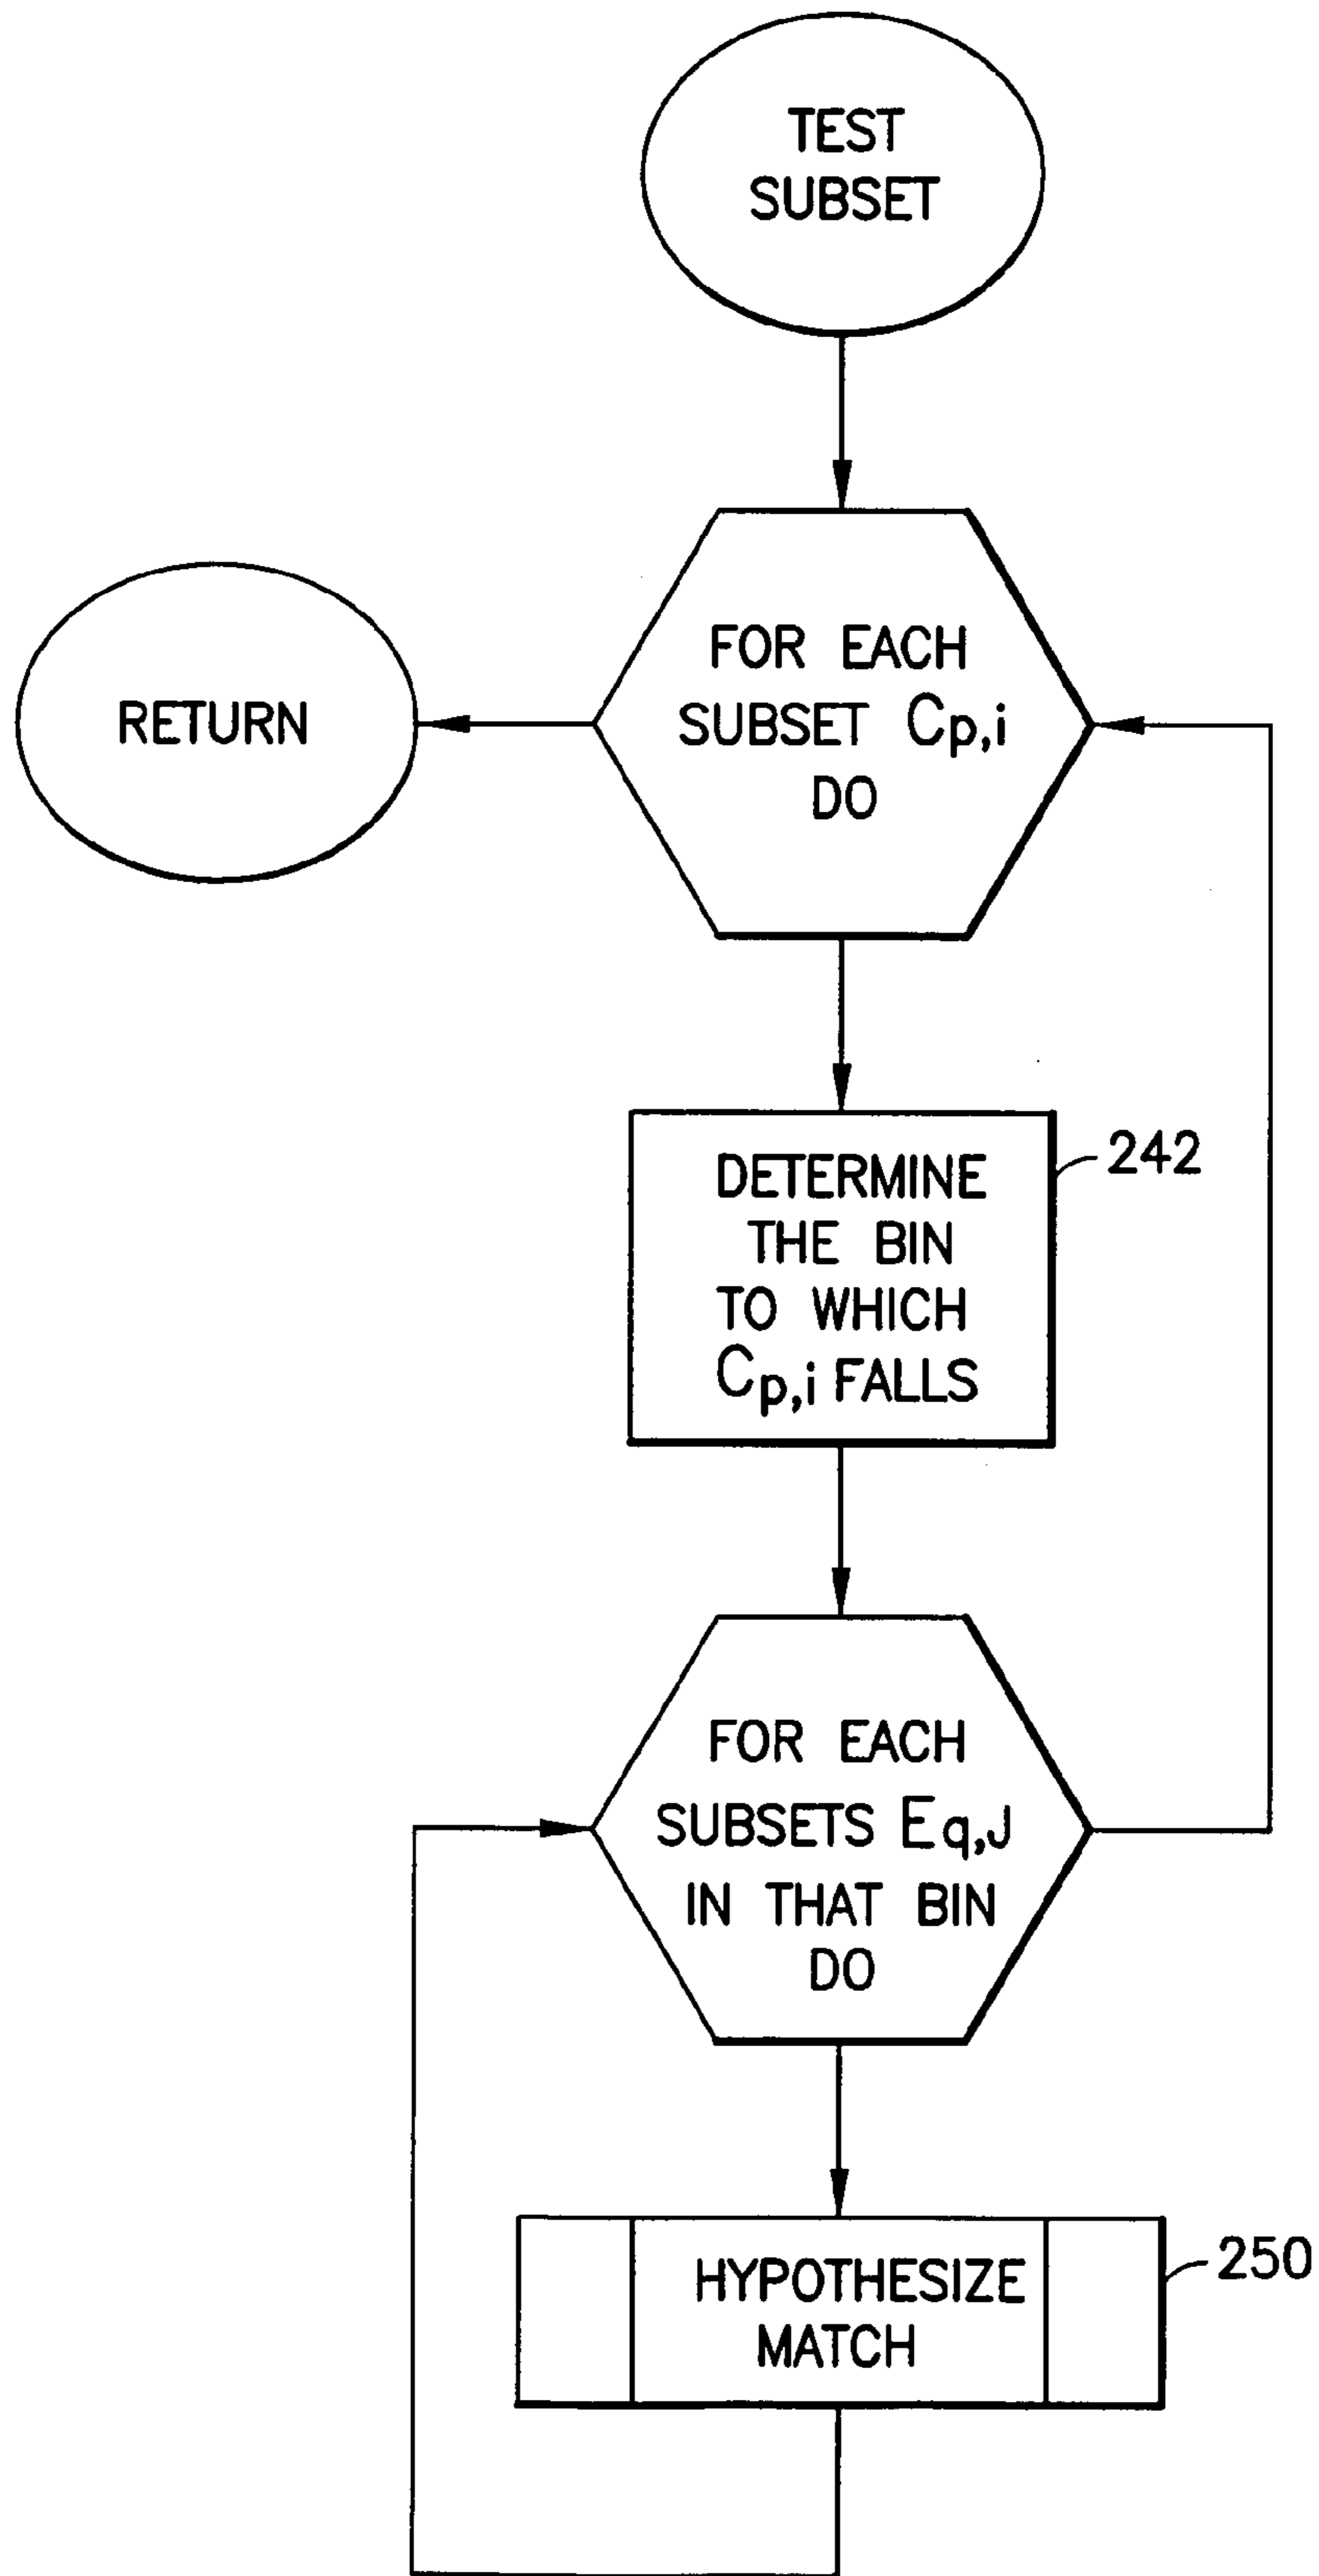 TEST
SUBSET
FOR EACH
SUBSET Cp,i
DO
RETURN
DETERMINE
THE BIN
TO WHICH
Cp,i FALLS
242
FOR EACH
SUBSETS Eq,J
IN THAT BIN
DO
HYPOTHESIZE
MATCH
250